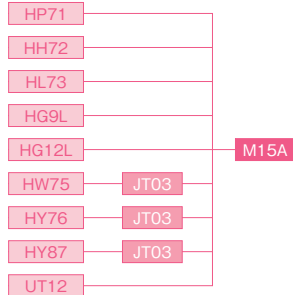 HP71
HH72
HL73
HG9L
HG12L M15A
HW75 JT03
HY76 JT03
HY87 JT03
UT12